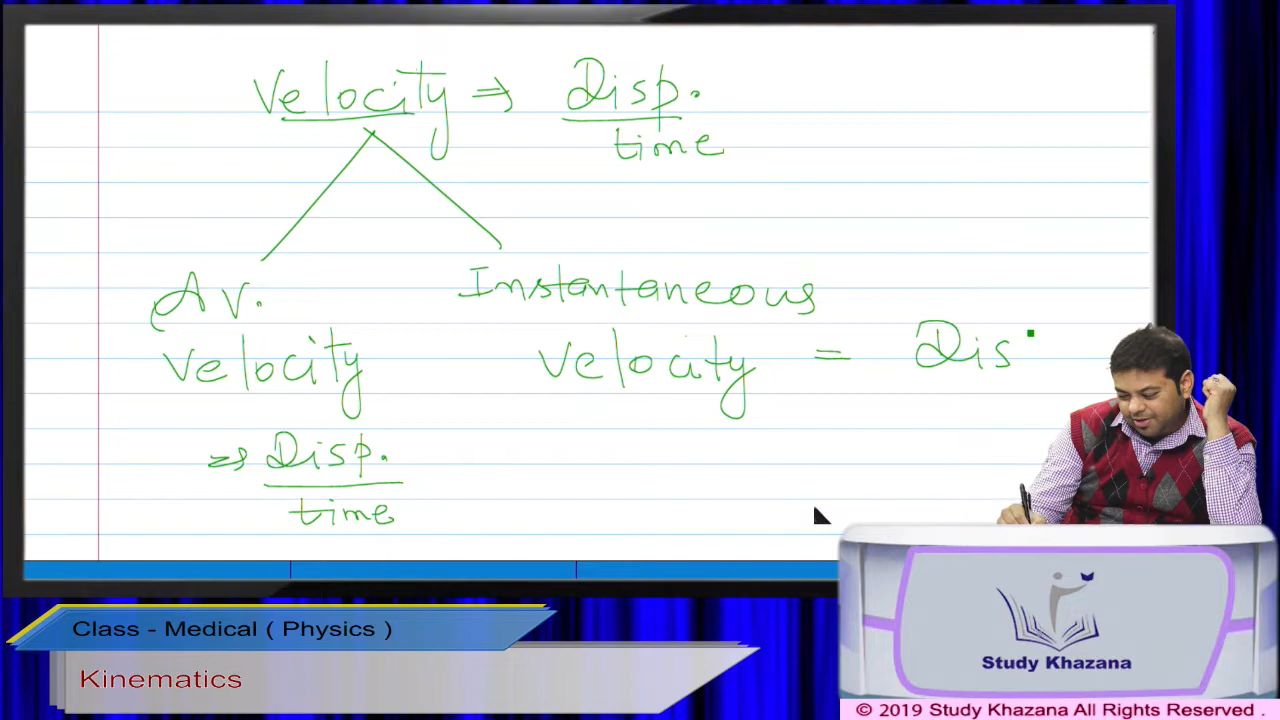 Velocity ⇒ Disp.
time
Av. Instantaneous
Velocity Velocity = Dis
⇒ Disp.
time
Study Khazana
Class - Medical ( Physics )
Kinematics
© 2019 Study Khazana All Rights Reserved .